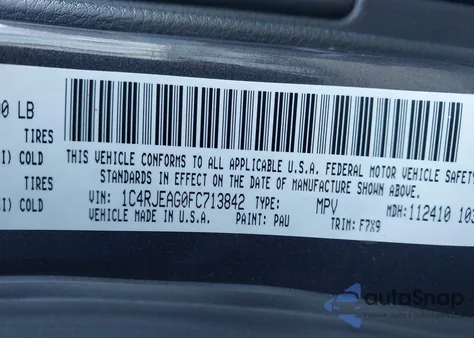 0 LB
TIRES
I) COLD
THIS VEHICLE CONFORMS TO ALL APPLICABLE U.S.A. FEDERAL MOTOR VEHICLE SAFETY
TIRES
STANDARDS IN EFFECT ON THE DATE OF MANUFACTURE SHOWN ABOVE.
I) COLD
VIN: 1C4RJEAG0FC713842 TYPE: MPV MDH: 112410 103
VEHICLE MADE IN U.S.A. PAINT: PAU TRIM: F7X9
autoSnap